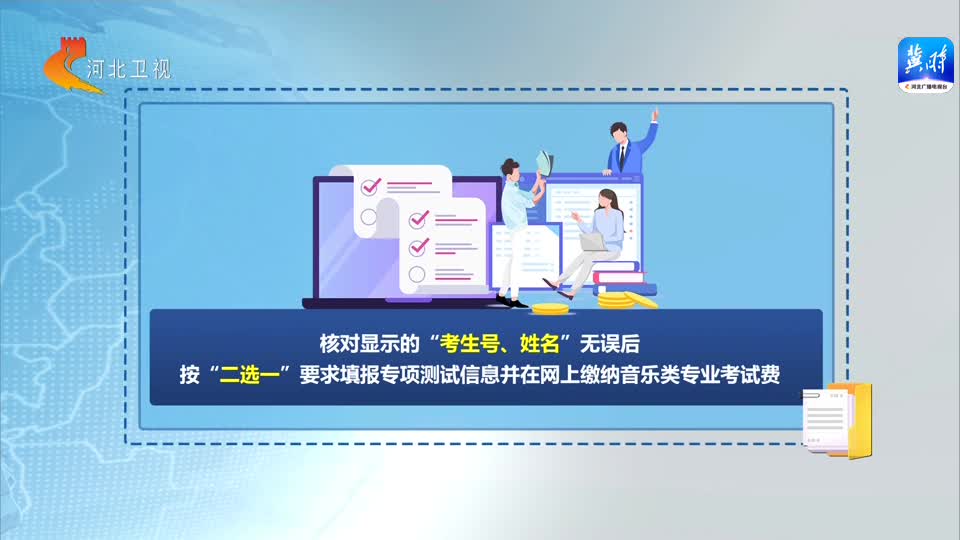 河北卫视
冀时
河北广播电视台
核对显示的“考生号、姓名”无误后
按“二选一”要求填报专项测试信息并在网上缴纳音乐类专业考试费